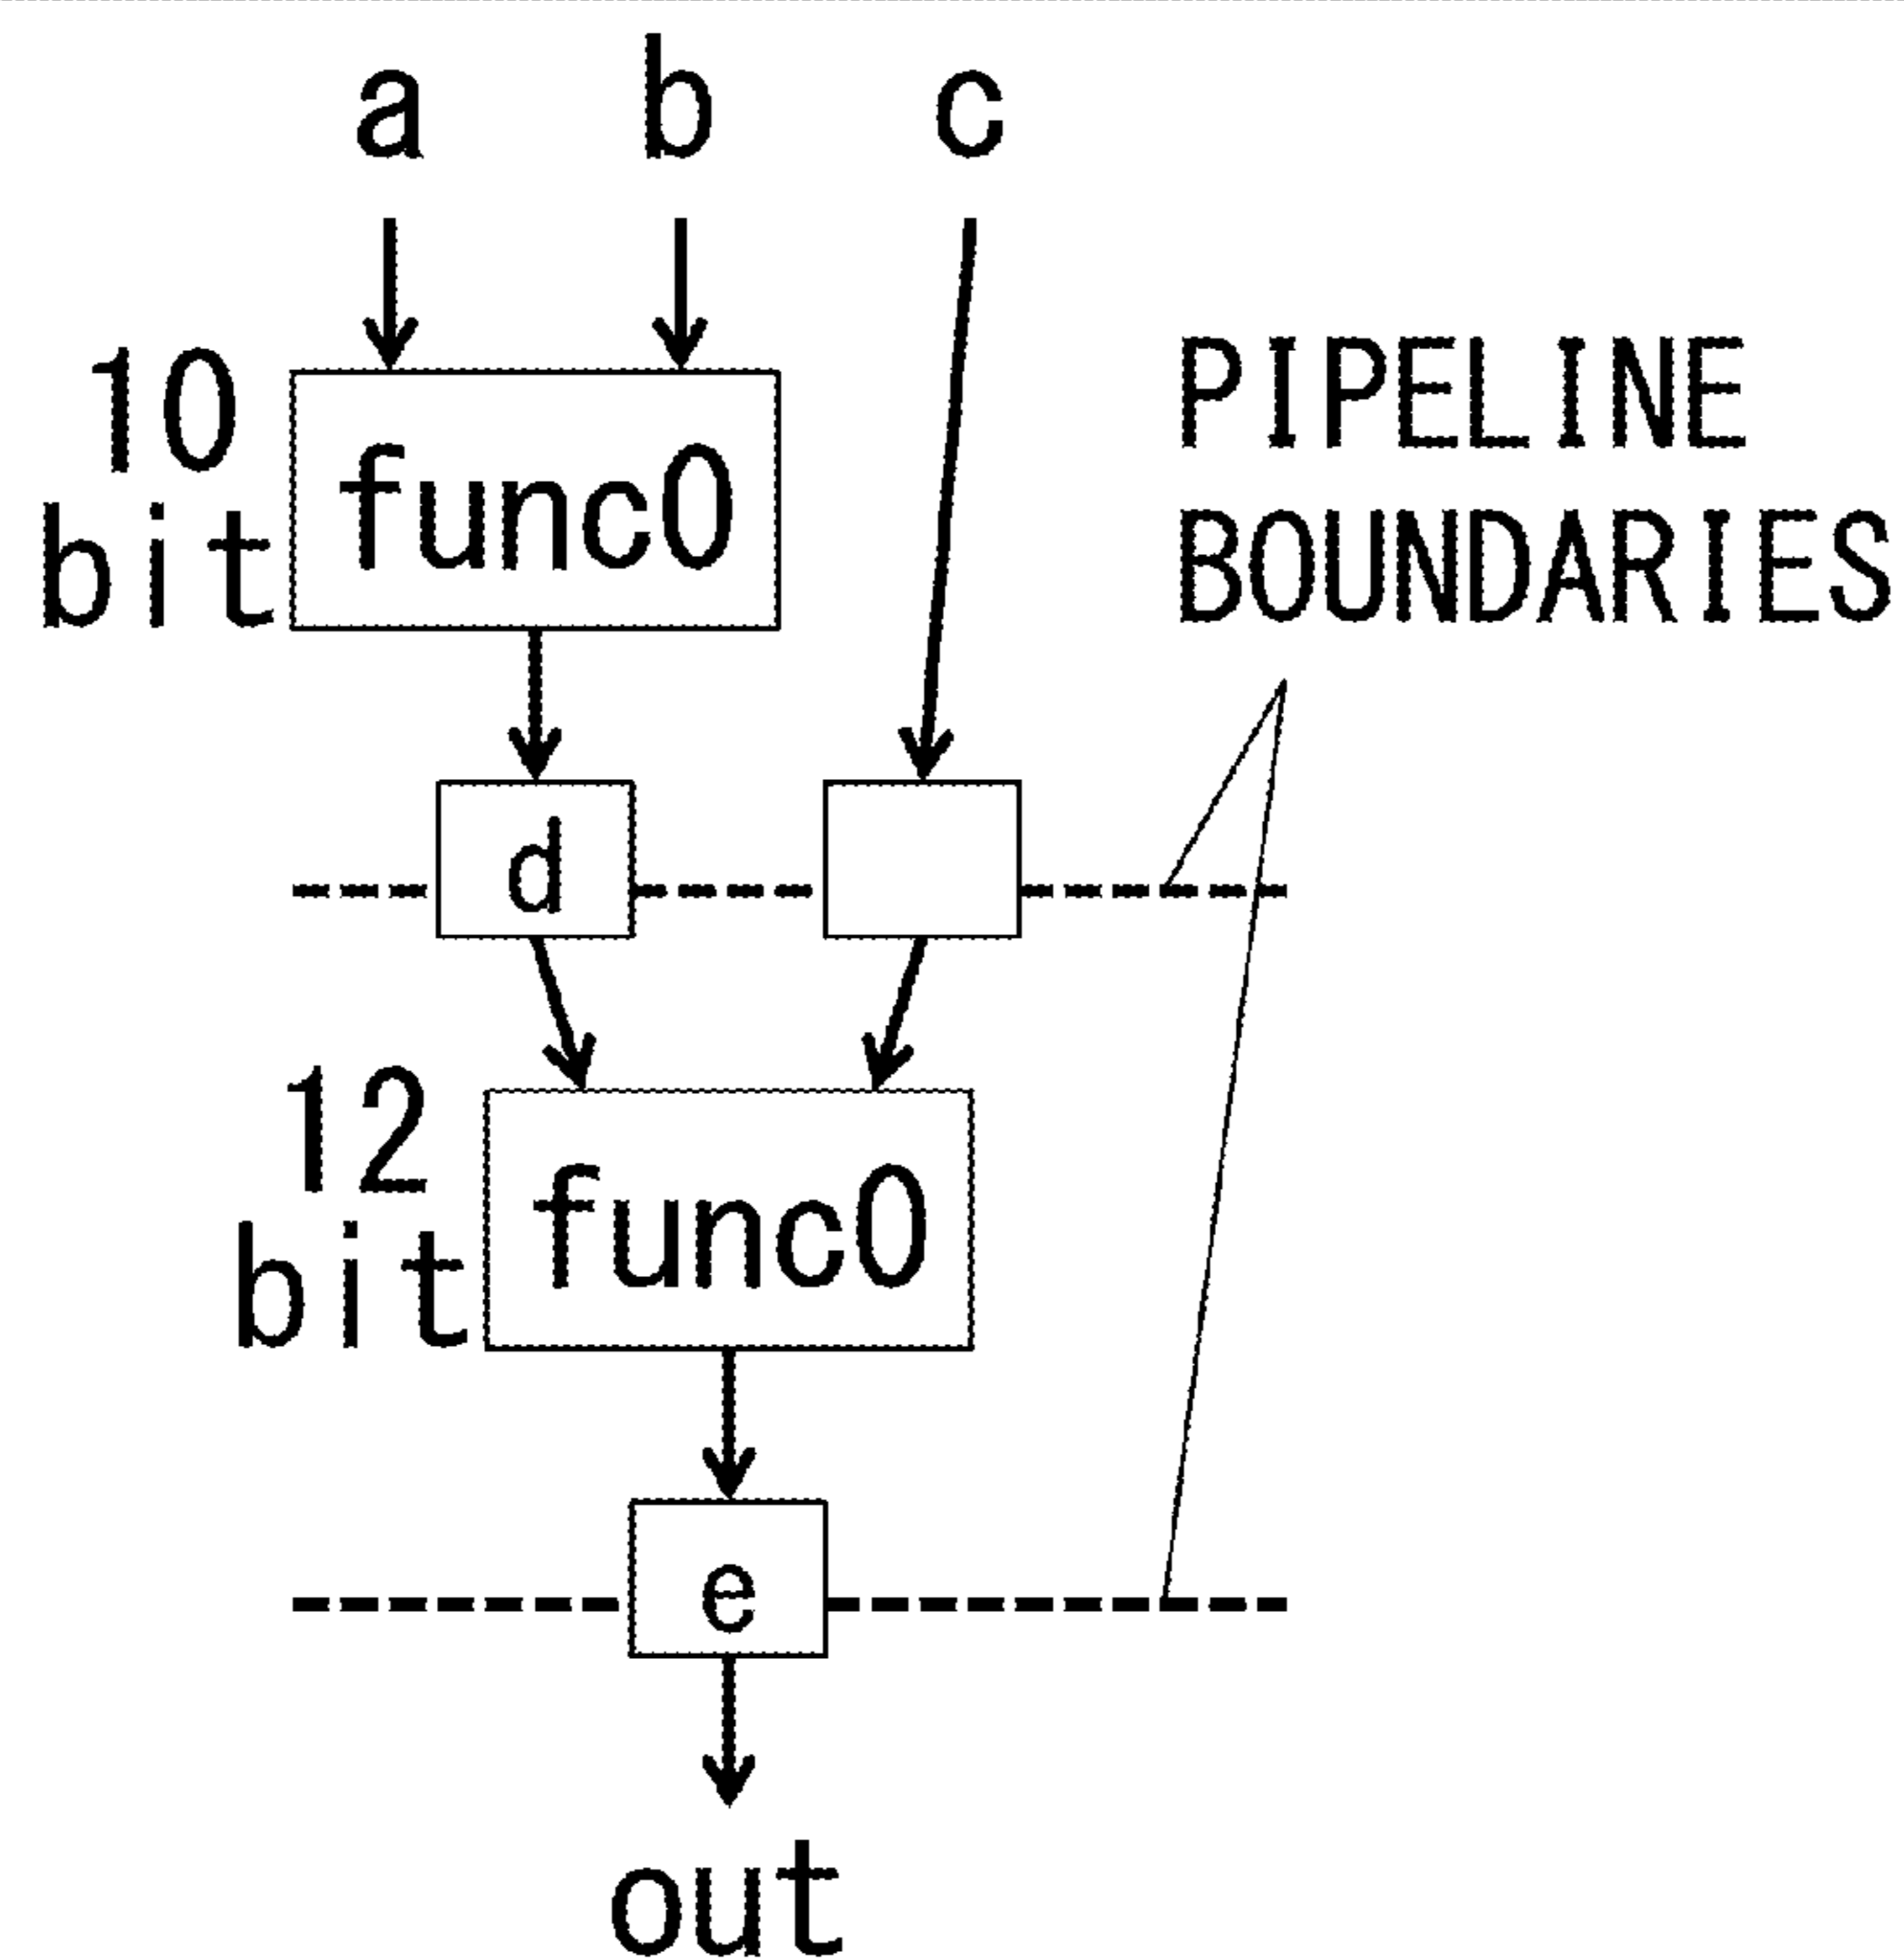 a b c
10
bit
func0
PIPELINE
BOUNDARIES
d
12
bit
func0
e
out